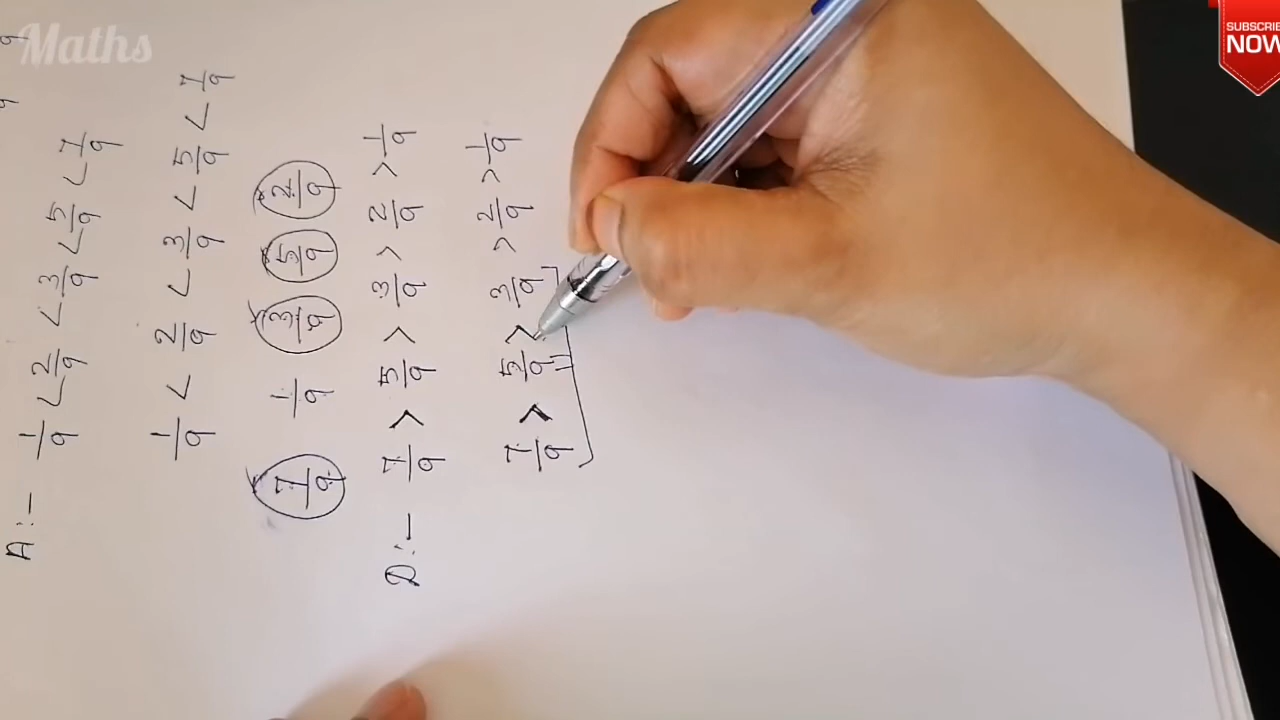 Maths
SUBSCRIBE
NOW
A:- 1/9 < 2/9 < 3/9 < 5/9 < 7/9
1/9 < 2/9 < 3/9 < 5/9 < 7/9
7/9 1/9 3/9 5/9 2/9
D:- 7/9 > 5/9 > 3/9 > 2/9 > 1/9
7/9 > 5/9 > 3/9 > 2/9 > 1/9